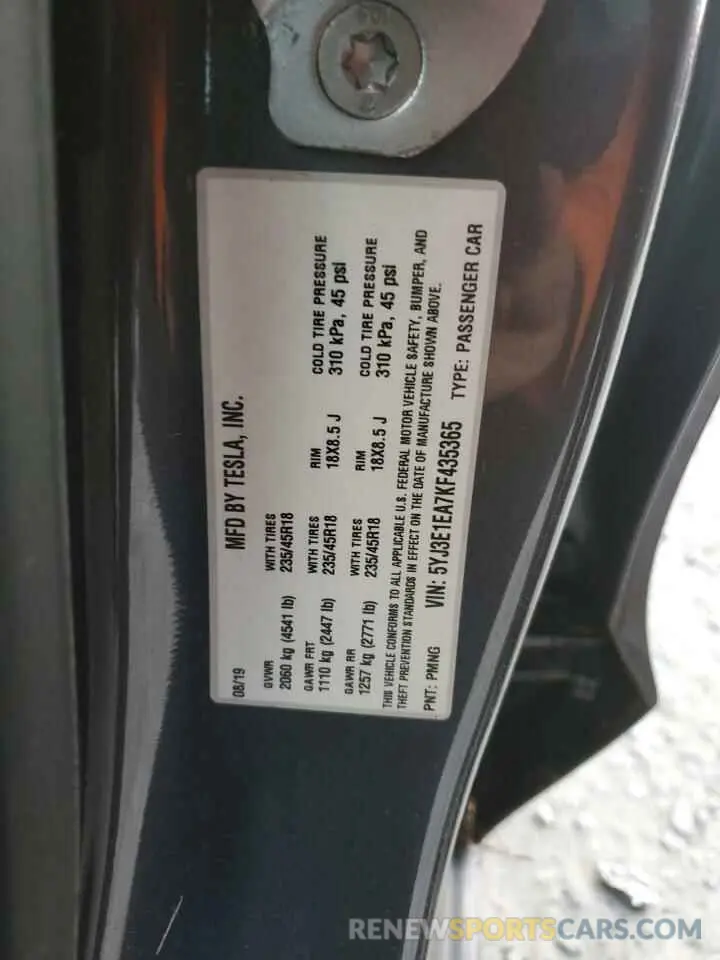 MFD BY TESLA, INC.
08/19
GVWR
2060 kg (4541 lb)
WITH TIRES
235/45R18
GAWR FRT
1110 kg (2447 lb)
WITH TIRES
235/45R18
RIM
18X8.5 J
COLD TIRE PRESSURE
310 kPa, 45 psi
GAWR RR
1257 kg (2771 lb)
WITH TIRES
235/45R18
RIM
18X8.5 J
COLD TIRE PRESSURE
310 kPa, 45 psi
THIS VEHICLE CONFORMS TO ALL APPLICABLE U.S. FEDERAL MOTOR VEHICLE SAFETY, BUMPER, AND
THEFT PREVENTION STANDARDS IN EFFECT ON THE DATE OF MANUFACTURE SHOWN ABOVE.
PNT: PMNG VIN: 5YJ3E1EA7KF435365 TYPE: PASSENGER CAR
RENEWSPORTSCARS.COM